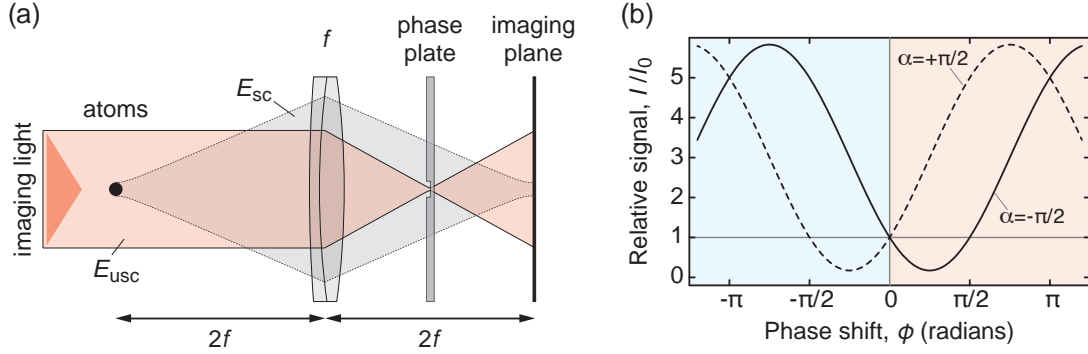 (a)
f
phase
plate
imaging
plane
atoms
E_sc
imaging light
E_usc
2f
2f
(b)
Relative signal, I/I_0
5
4
3
2
1
0
α=+π/2
α=-π/2
-π
-π/2
0
π/2
π
Phase shift, ϕ (radians)